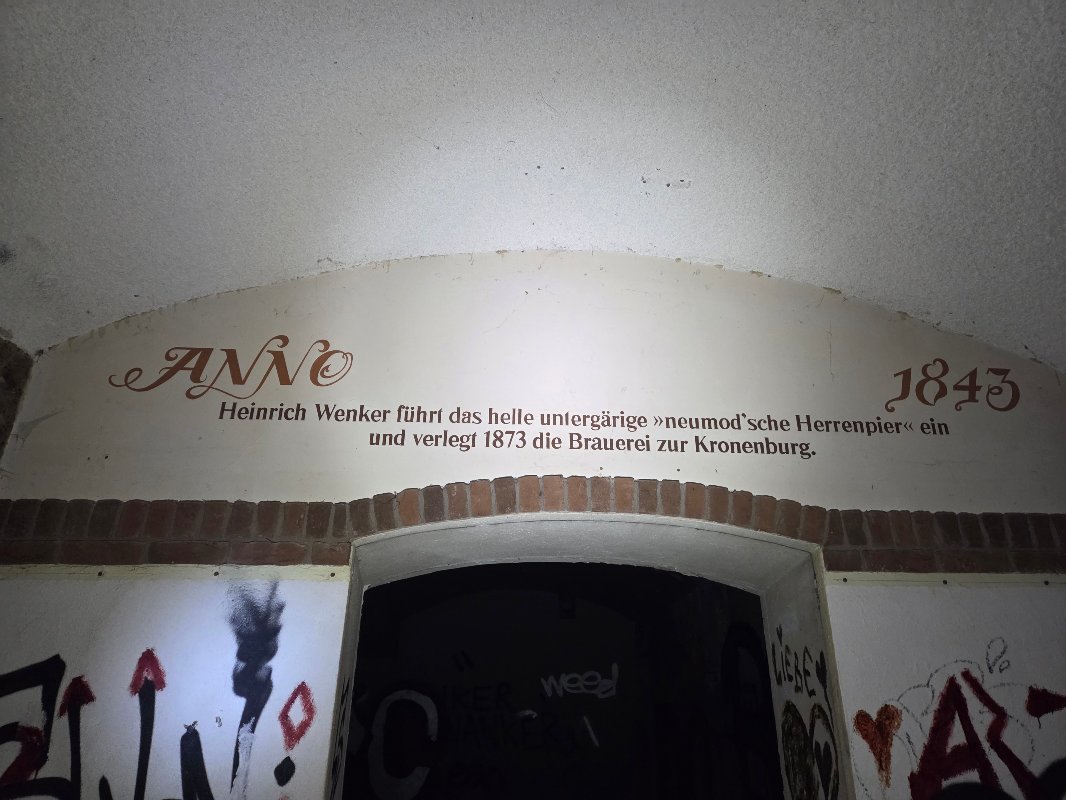 ANNO 1843
Heinrich Wenker führt das helle untergärige »neumod'sche Herrenpier« ein
und verlegt 1873 die Brauerei zur Kronenburg.
weed
LIEBE